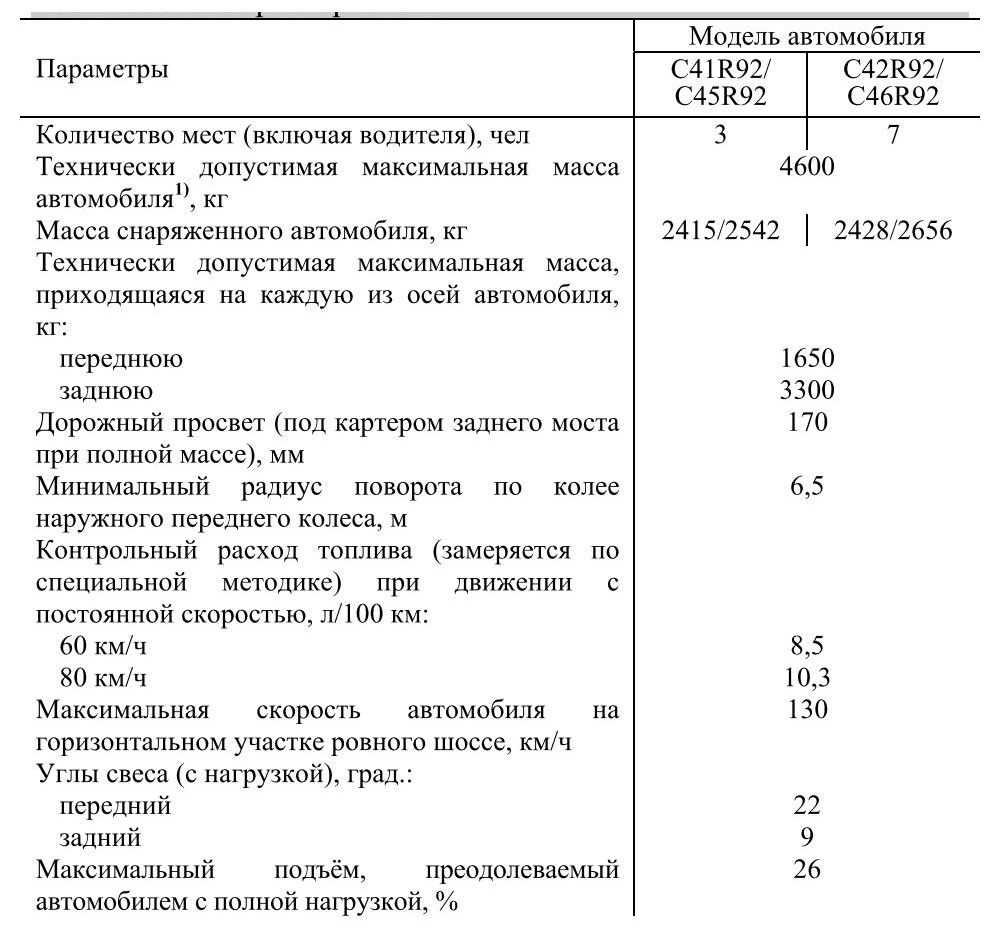 Модель автомобиля
Параметры
C41R92/
C45R92
C42R92/
C46R92
Количество мест (включая водителя), чел 3 7
Технически допустимая максимальная масса 4600
автомобиля1), кг
Масса снаряженного автомобиля, кг 2415/2542 2428/2656
Технически допустимая максимальная масса,
приходящаяся на каждую из осей автомобиля,
кг:
переднюю 1650
заднюю 3300
Дорожный просвет (под картером заднего моста 170
при полной массе), мм
Минимальный радиус поворота по колее 6,5
наружного переднего колеса, м
Контрольный расход топлива (замеряется по
специальной методике) при движении с
постоянной скоростью, л/100 км:
60 км/ч 8,5
80 км/ч 10,3
Максимальная скорость автомобиля на 130
горизонтальном участке ровного шоссе, км/ч
Углы свеса (с нагрузкой), град.:
передний 22
задний 9
Максимальный подъём, преодолеваемый 26
автомобилем с полной нагрузкой, %